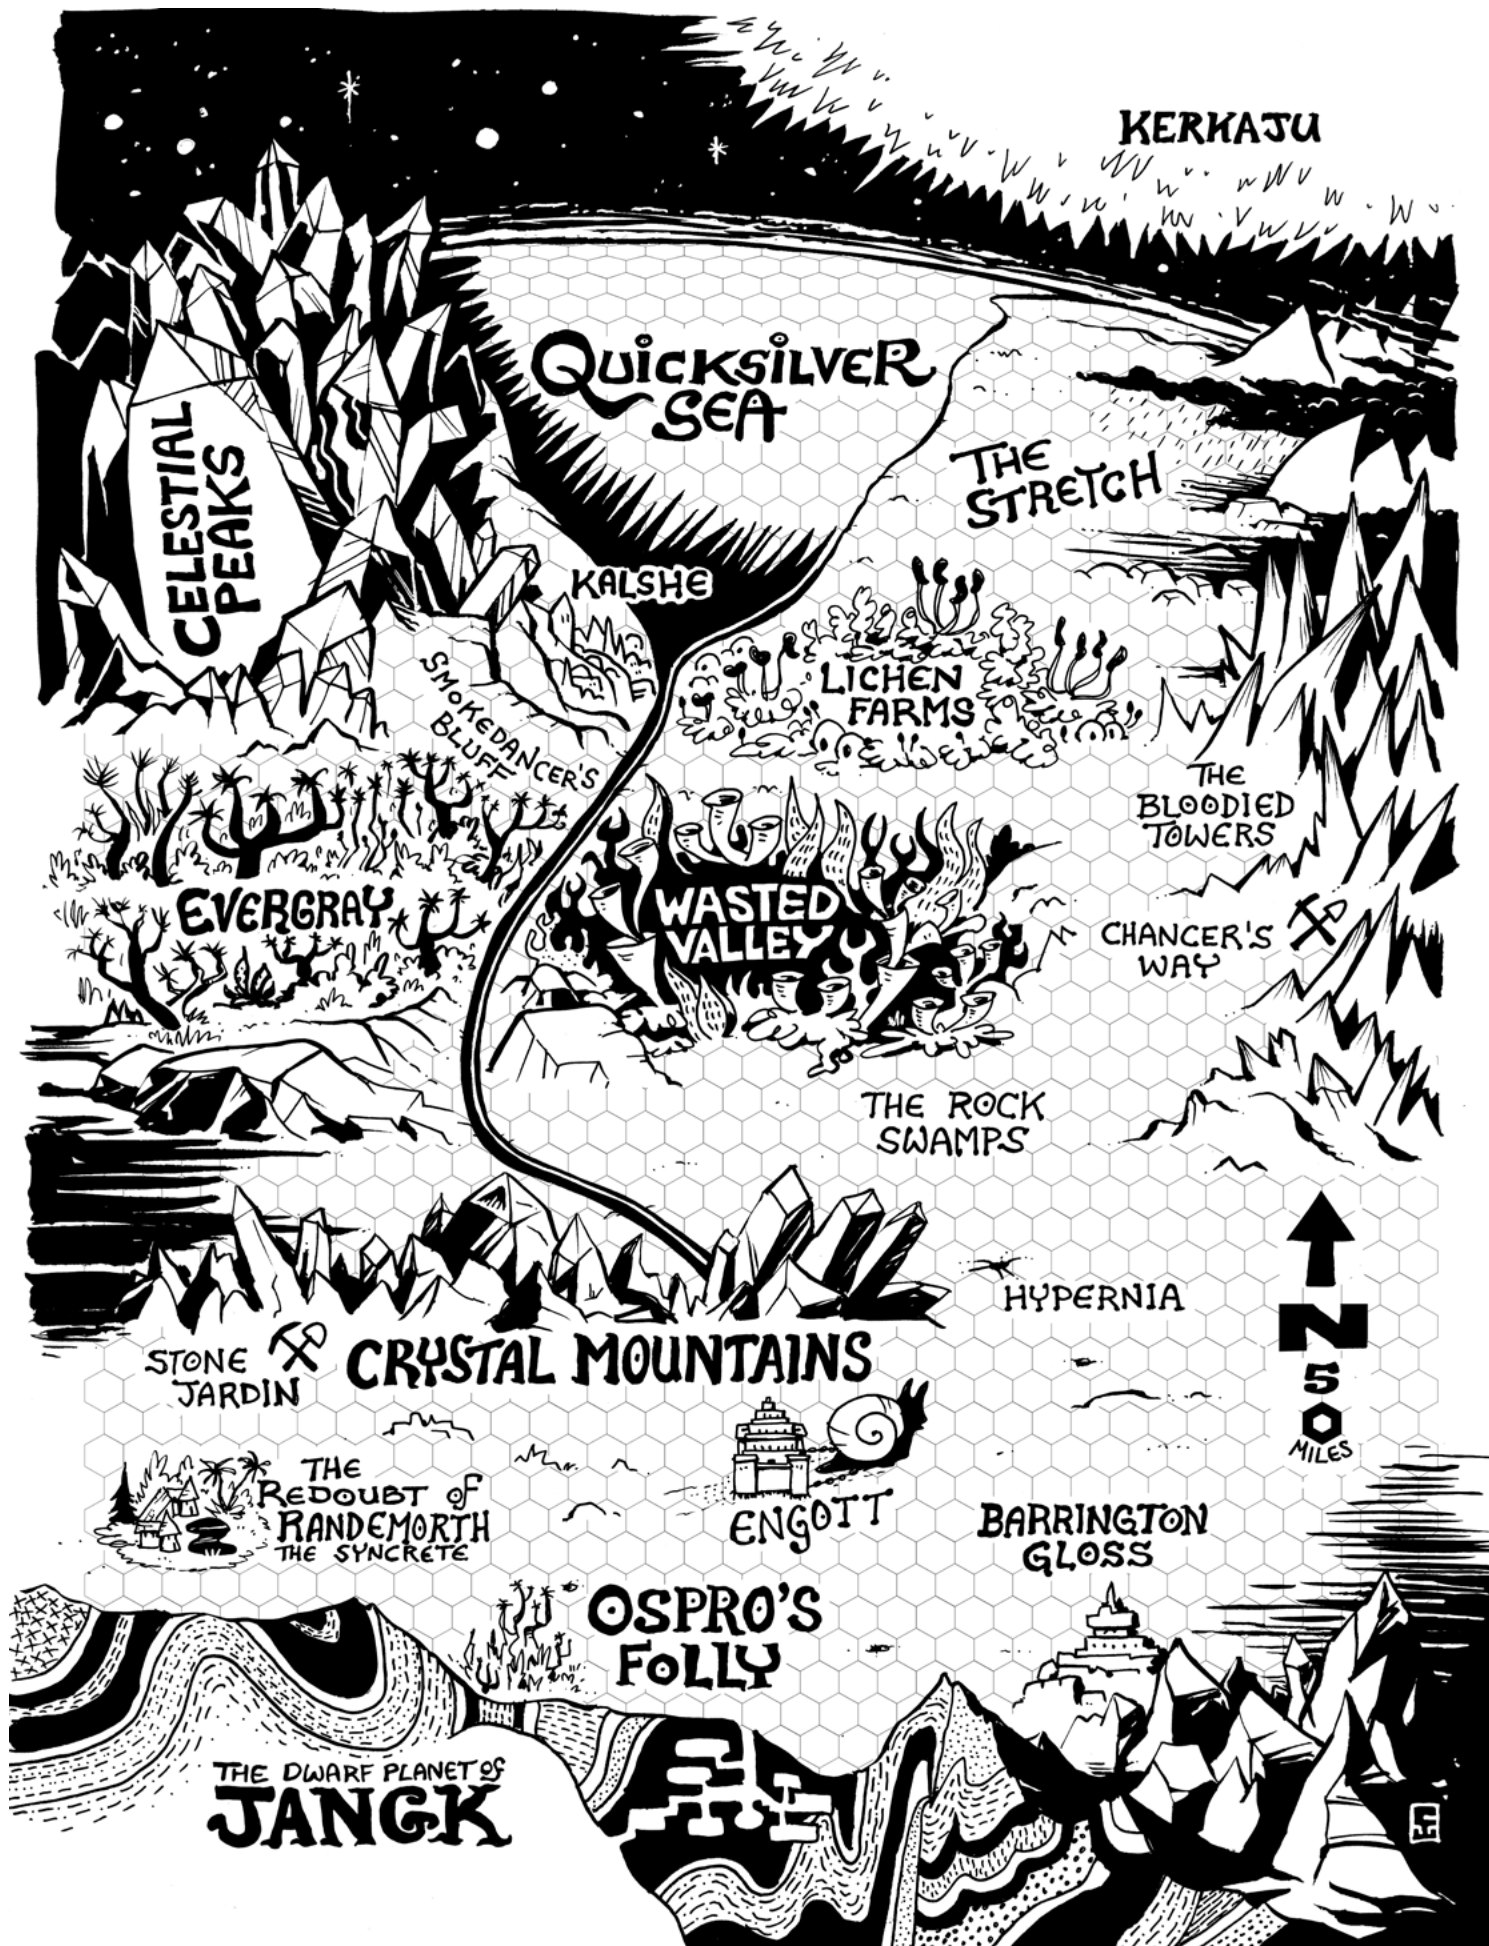 KERKAJU
QUICKSILVER
SEA
THE
STRETCH
CELESTIAL
PEAKS
KALSHE
LICHEN
FARMS
SMOKEDANCER'S
BLUFF
THE
BLOODIED
TOWERS
EVERGRAY
WASTED
VALLEY
CHANCER'S
WAY
THE ROCK
SWAMPS
HYPERNIA
N
5
MILES
STONE
JARDIN
CRYSTAL MOUNTAINS
THE
REDOUBT OF
RANDEMORTH
THE SYNCRETE
ENGOTT
BARRINGTON
GLOSS
OSPRO'S
FOLLY
THE DWARF PLANET OF
JANGK